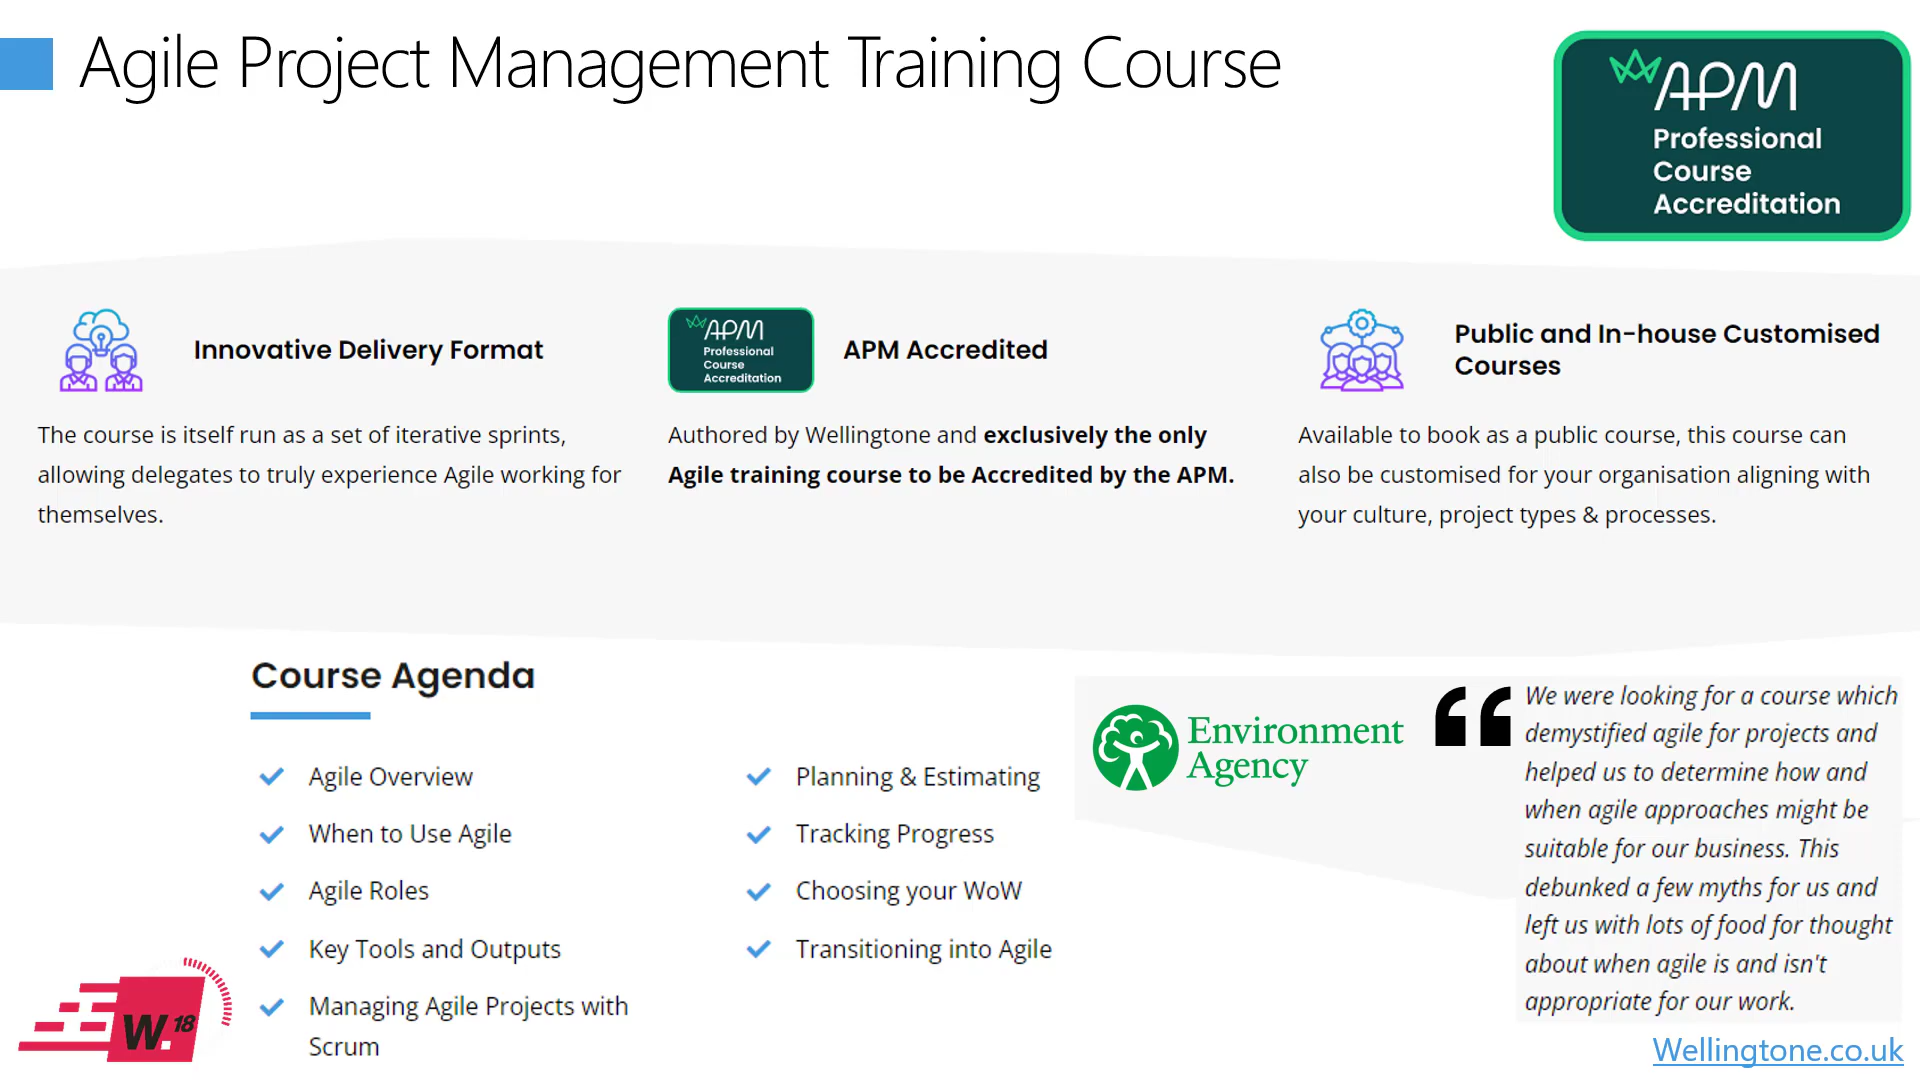 Agile Project Management Training Course
APM
Professional
Course
Accreditation
Innovative Delivery Format
The course is itself run as a set of iterative sprints,
allowing delegates to truly experience Agile working for
themselves.
APM
Professional
Course
Accreditation
APM Accredited
Authored by Wellingtone and exclusively the only
Agile training course to be Accredited by the APM.
Public and In-house Customised
Courses
Available to book as a public course, this course can
also be customised for your organisation aligning with
your culture, project types & processes.
Course Agenda
Agile Overview
When to Use Agile
Agile Roles
Key Tools and Outputs
Managing Agile Projects with
Scrum
Planning & Estimating
Tracking Progress
Choosing your WoW
Transitioning into Agile
Environment
Agency
“
We were looking for a course which
demystified agile for projects and
helped us to determine how and
when agile approaches might be
suitable for our business. This
debunked a few myths for us and
left us with lots of food for thought
about when agile is and isn't
appropriate for our work.
W. 18
Wellingtone.co.uk